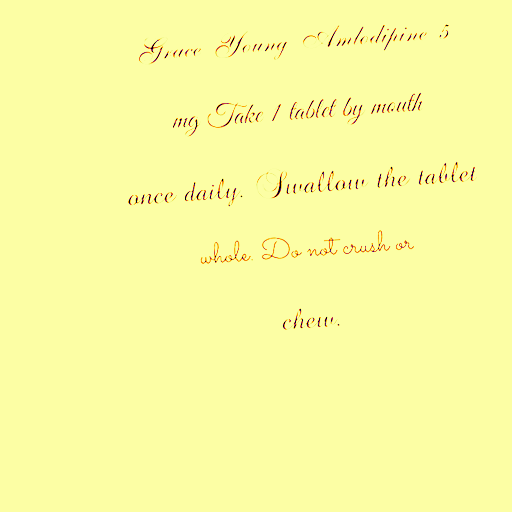 Grace Young Amlodipine 5
mg Take 1 tablet by mouth
once daily. Swallow the tablet
whole. Do not crush or
chew.